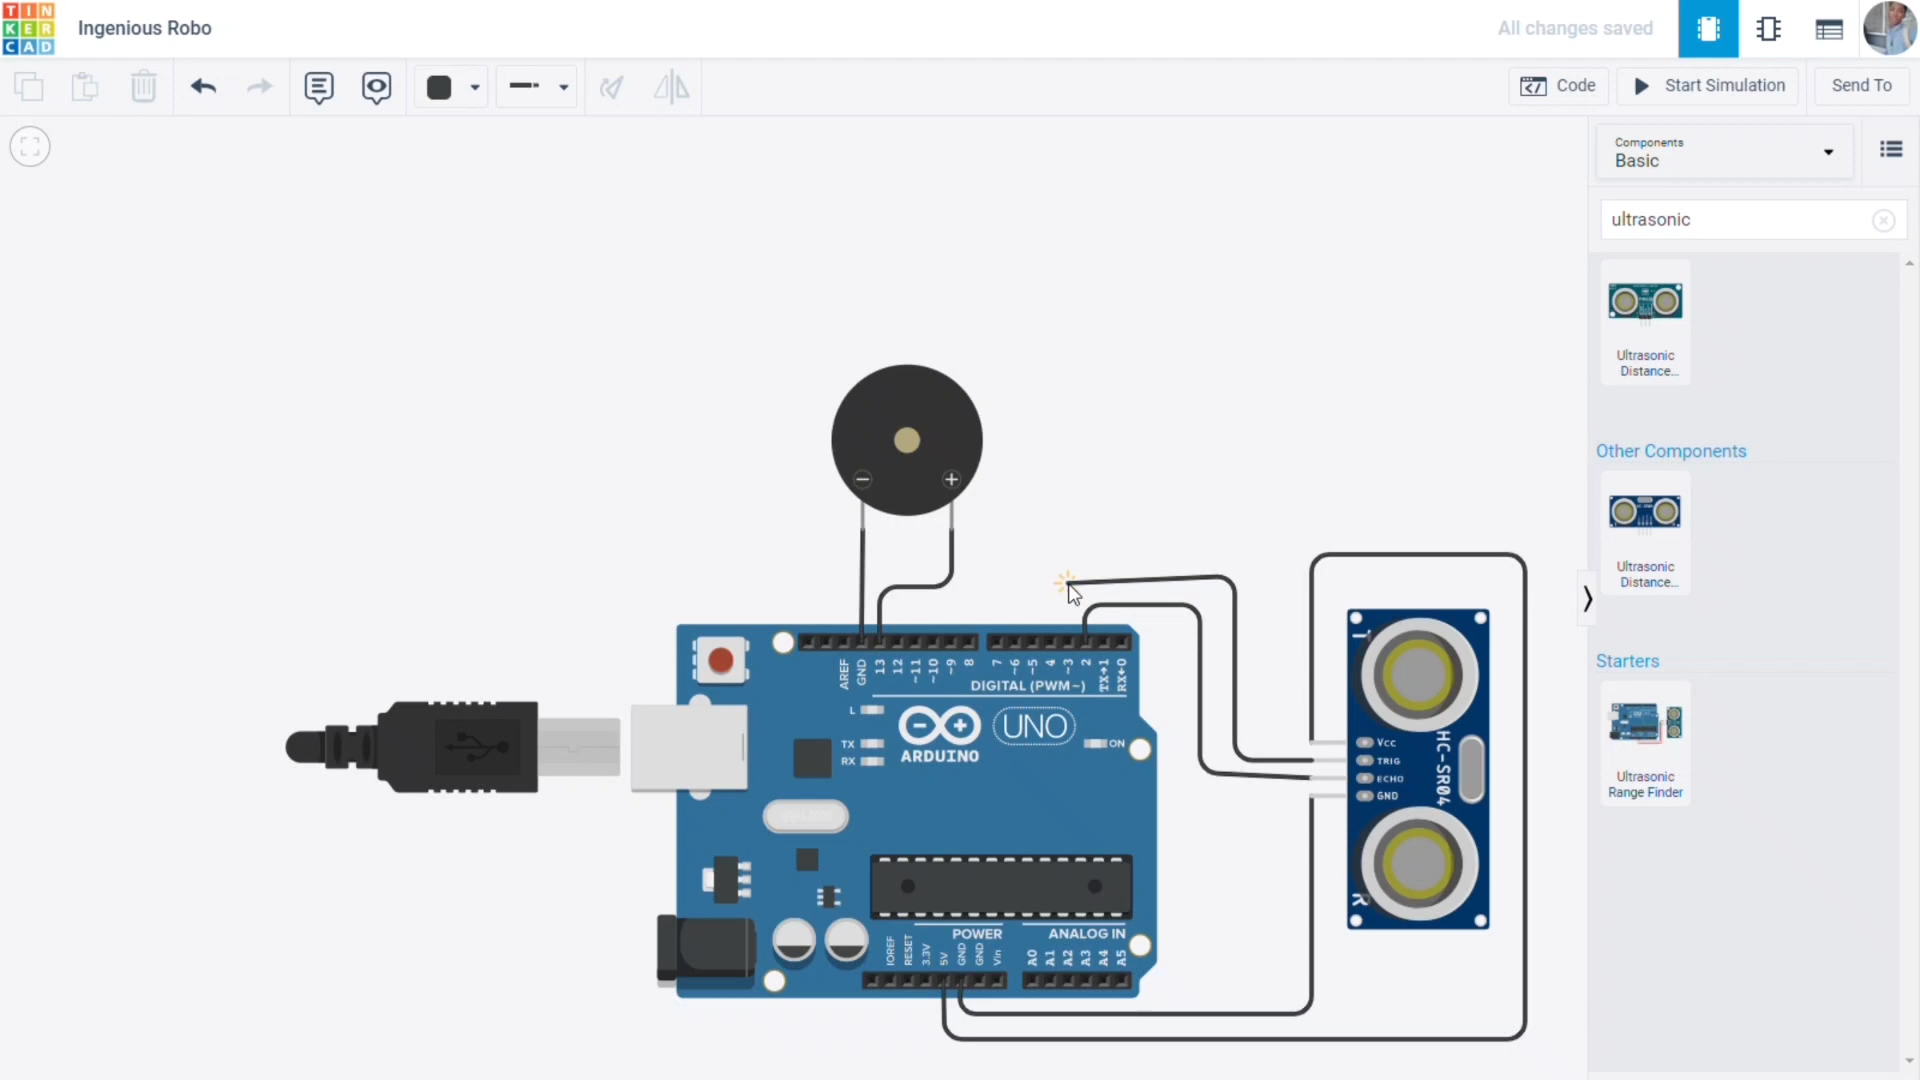 TIN
KER
CAD
Ingenious Robo
All changes saved
Code
Start Simulation
Send To
Components
Basic
ultrasonic
Ultrasonic
Distance...
Other Components
Ultrasonic
Distance...
Starters
Ultrasonic
Range Finder
AREF
GND
13
12
~11
~10
~9
8
7
~6
~5
4
~3
2
TX→1
RX←0
DIGITAL (PWM~)
L
TX
RX
ARDUINO
UNO
ON
T
Vcc
TRIG
ECHO
GND
HC-SR04
R
POWER
ANALOG IN
IOREF
RESET
3.3V
5V
GND
GND
Vin
A0
A1
A2
A3
A4
A5